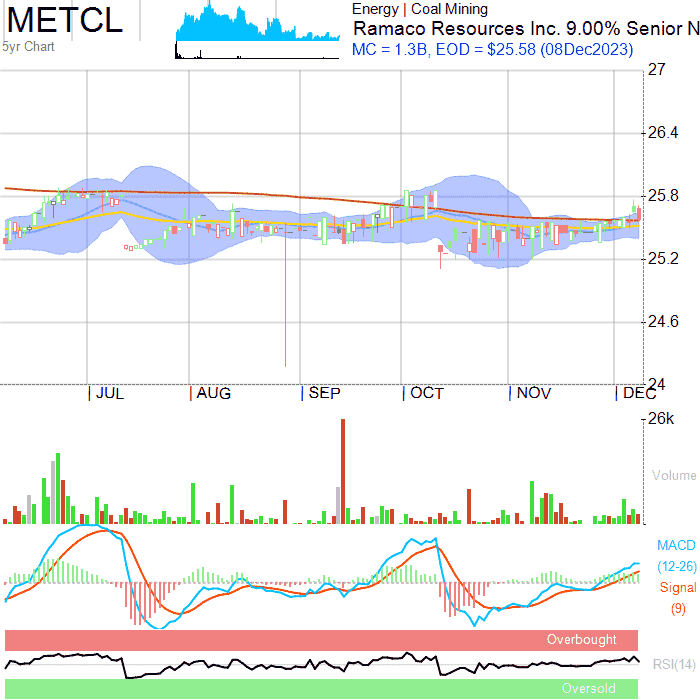 METCL
5yr Chart
Energy | Coal Mining
Ramaco Resources Inc. 9.00% Senior N
MC = 1.3B, EOD = $25.58 (08Dec2023)
27
26.4
25.8
25.2
24.6
24
JUL AUG SEP OCT NOV DEC
26k
Volume
MACD
(12-26)
Signal
(9)
Overbought
RSI(14)
Oversold